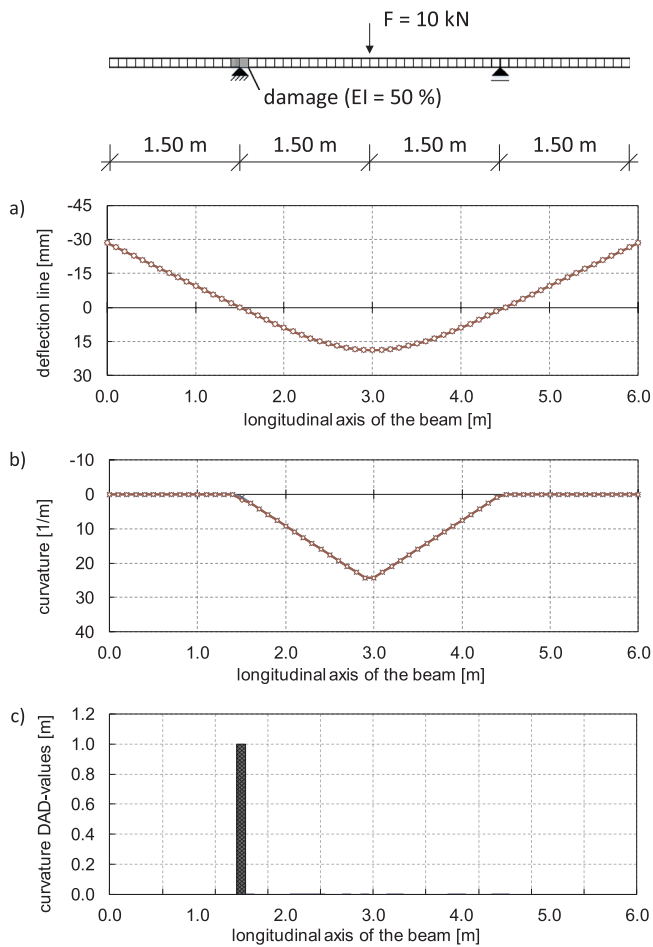 F = 10 kN
damage (EI = 50 %)
1.50 m 1.50 m 1.50 m 1.50 m
a)
deflection line [mm]
-45
-30
-15
0
15
30
0.0 1.0 2.0 3.0 4.0 5.0 6.0
longitudinal axis of the beam [m]
b)
curvature [1/m]
-10
0
10
20
30
40
0.0 1.0 2.0 3.0 4.0 5.0 6.0
longitudinal axis of the beam [m]
c)
curvature DAD-values [m]
1.2
1.0
0.8
0.6
0.4
0.2
0.0
0.0 1.0 2.0 3.0 4.0 5.0 6.0
longitudinal axis of the beam [m]